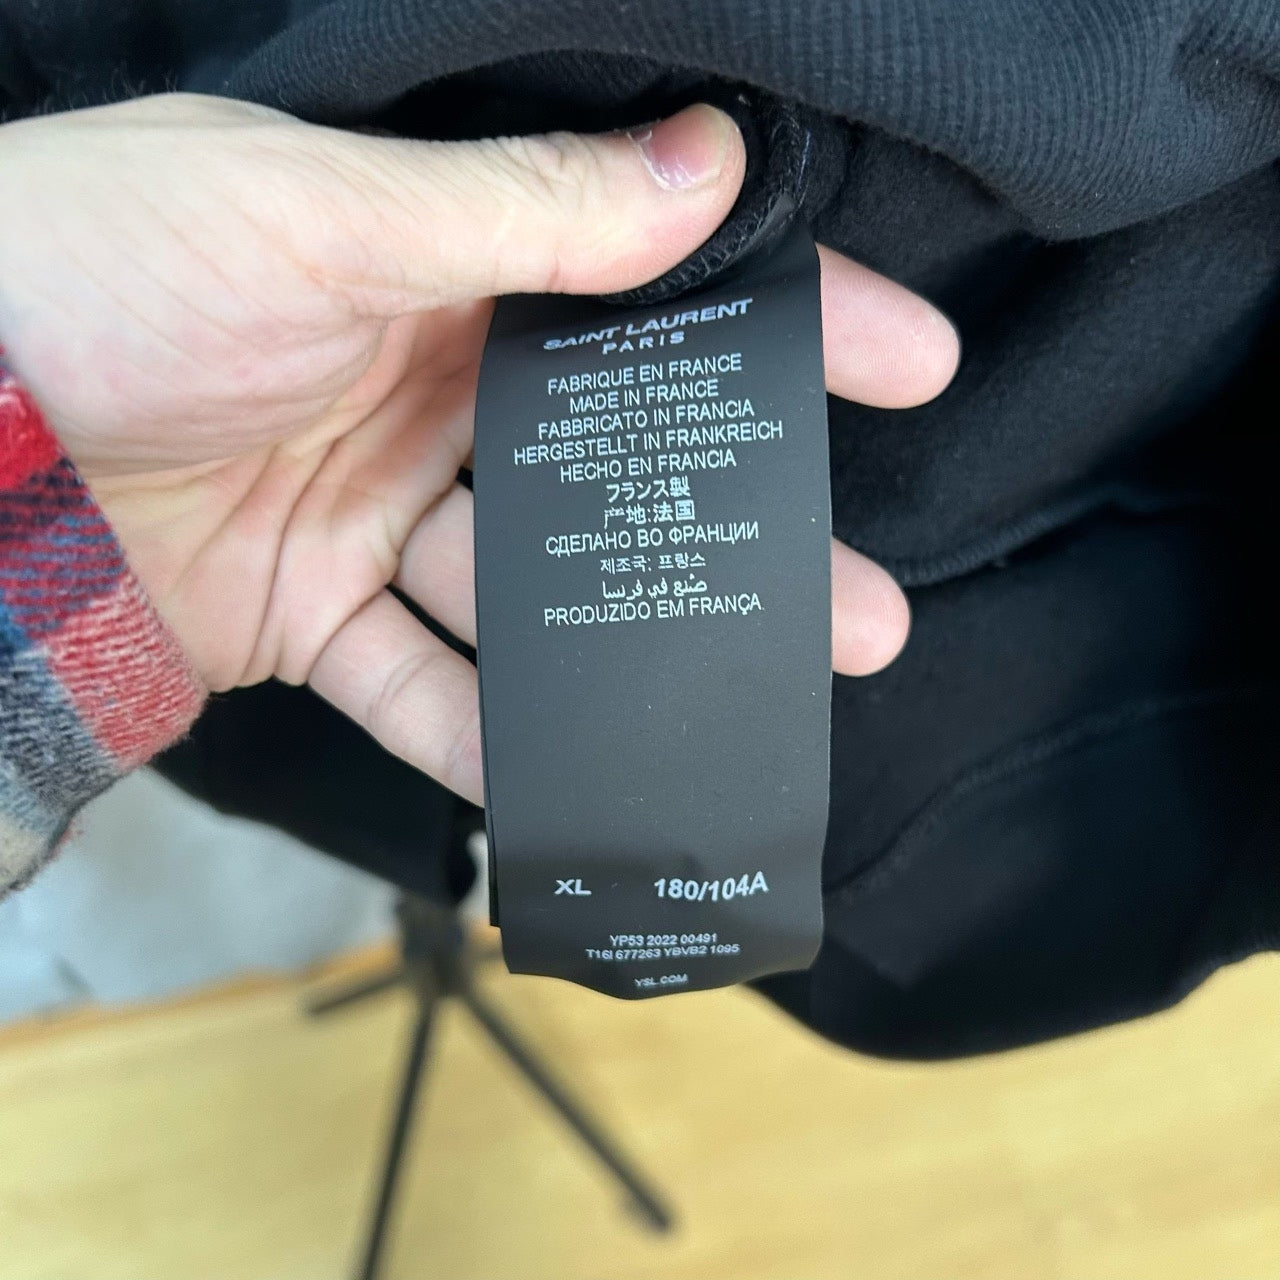 SAINT LAURENT
PARIS
FABRIQUE EN FRANCE
MADE IN FRANCE
FABBRICATO IN FRANCIA
HERGESTELLT IN FRANKREICH
HECHO EN FRANCIA
フランス製
产地:法国
СДЕЛАНО ВО ФРАНЦИИ
제조국: 프랑스
صُنع في فرنسا
PRODUZIDO EM FRANÇA
XL 180/104A
YP53 2022 00491
T16I 677263 YBVB2 1095
YSL.COM